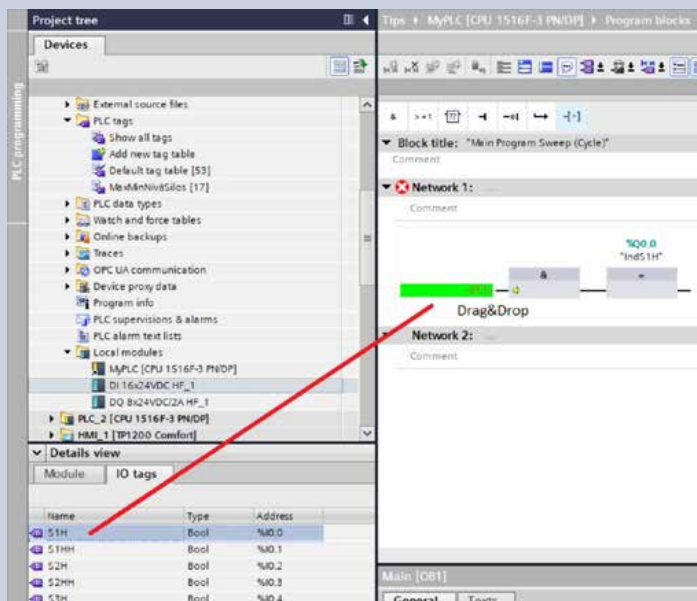 Project tree
Devices
PLC programming
External source files
PLC tags
Show all tags
Add new tag table
Default tag table [53]
MaxMinNivåSilos [17]
PLC data types
Watch and force tables
Online backups
Traces
OPC UA communication
Device proxy data
Program info
PLC supervisions & alarms
PLC alarm text lists
Local modules
MyPLC [CPU 1516F-3 PN/DP]
DI 16x24VDC HF_1
DQ 8x24VDC/2A HF_1
PLC_2 [CPU 1516F-3 PN/DP]
HMI_1 [TP1200 Comfort]
Details view
Module
IO tags
Name Type Address
S1H Bool %I0.0
S1HH Bool %I0.1
S2H Bool %I0.2
S2HH Bool %I0.3
S3H Bool %I0.4
Tips MyPLC [CPU 1516F-3 PN/DP] Program blocks
& >=1 ??
Block title: "Main Program Sweep (Cycle)"
Comment
Network 1: ....
Comment
%Q0.0
"IndS1H"
& =
Drag&Drop
Network 2: ....
Comment
Main [OB1]
General Texts